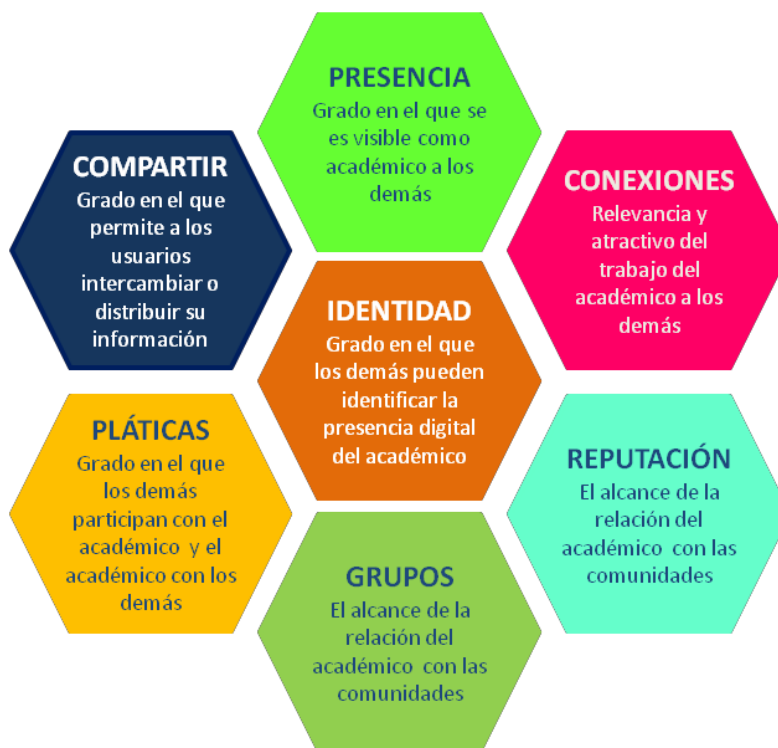 PRESENCIA
Grado en el que se
es visible como
académico a los
demás
COMPARTIR
Grado en el que
permite a los
usuarios
intercambiar o
distribuir su
información
CONEXIONES
Relevancia y
atractivo del
trabajo del
académico a los
demás
IDENTIDAD
Grado en el que
los demás pueden
identificar la
presencia digital
del académico
PLÁTICAS
Grado en el que
los demás
participan con el
académico y el
académico con los
demás
REPUTACIÓN
El alcance de la
relación del
académico con las
comunidades
GRUPOS
El alcance de la
relación del
académico con las
comunidades